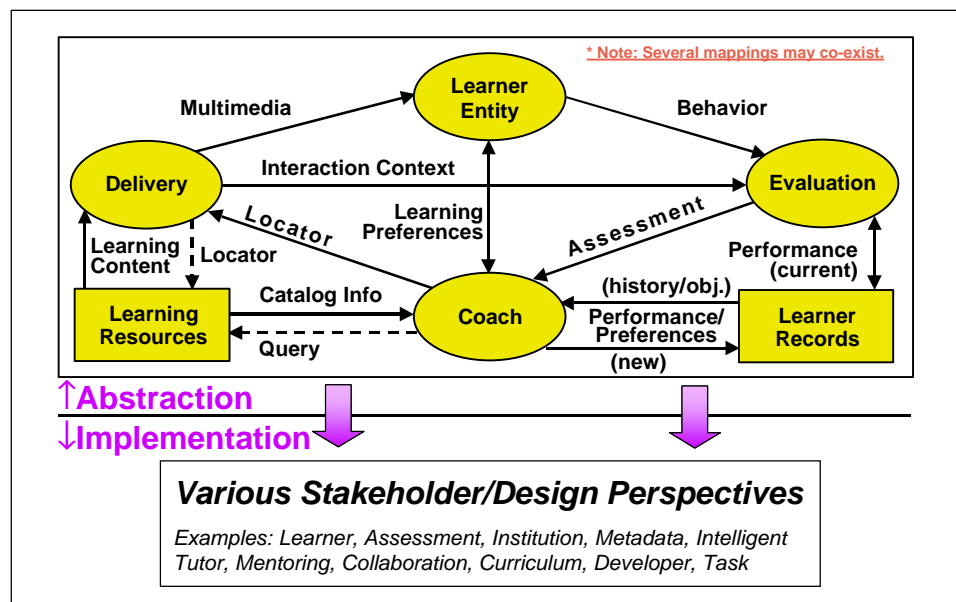 * Note: Several mappings may co-exist.
Learner
Entity
Multimedia
Behavior
Delivery
Interaction Context
Evaluation
Learning
Preferences
Locator
Assessment
Learning
Content
Locator
Performance
(current)
Learning
Resources
Catalog Info
Query
Coach
(history/obj.)
Performance/
Preferences
(new)
Learner
Records
↑Abstraction
↓Implementation
Various Stakeholder/Design Perspectives
Examples: Learner, Assessment, Institution, Metadata, Intelligent
Tutor, Mentoring, Collaboration, Curriculum, Developer, Task